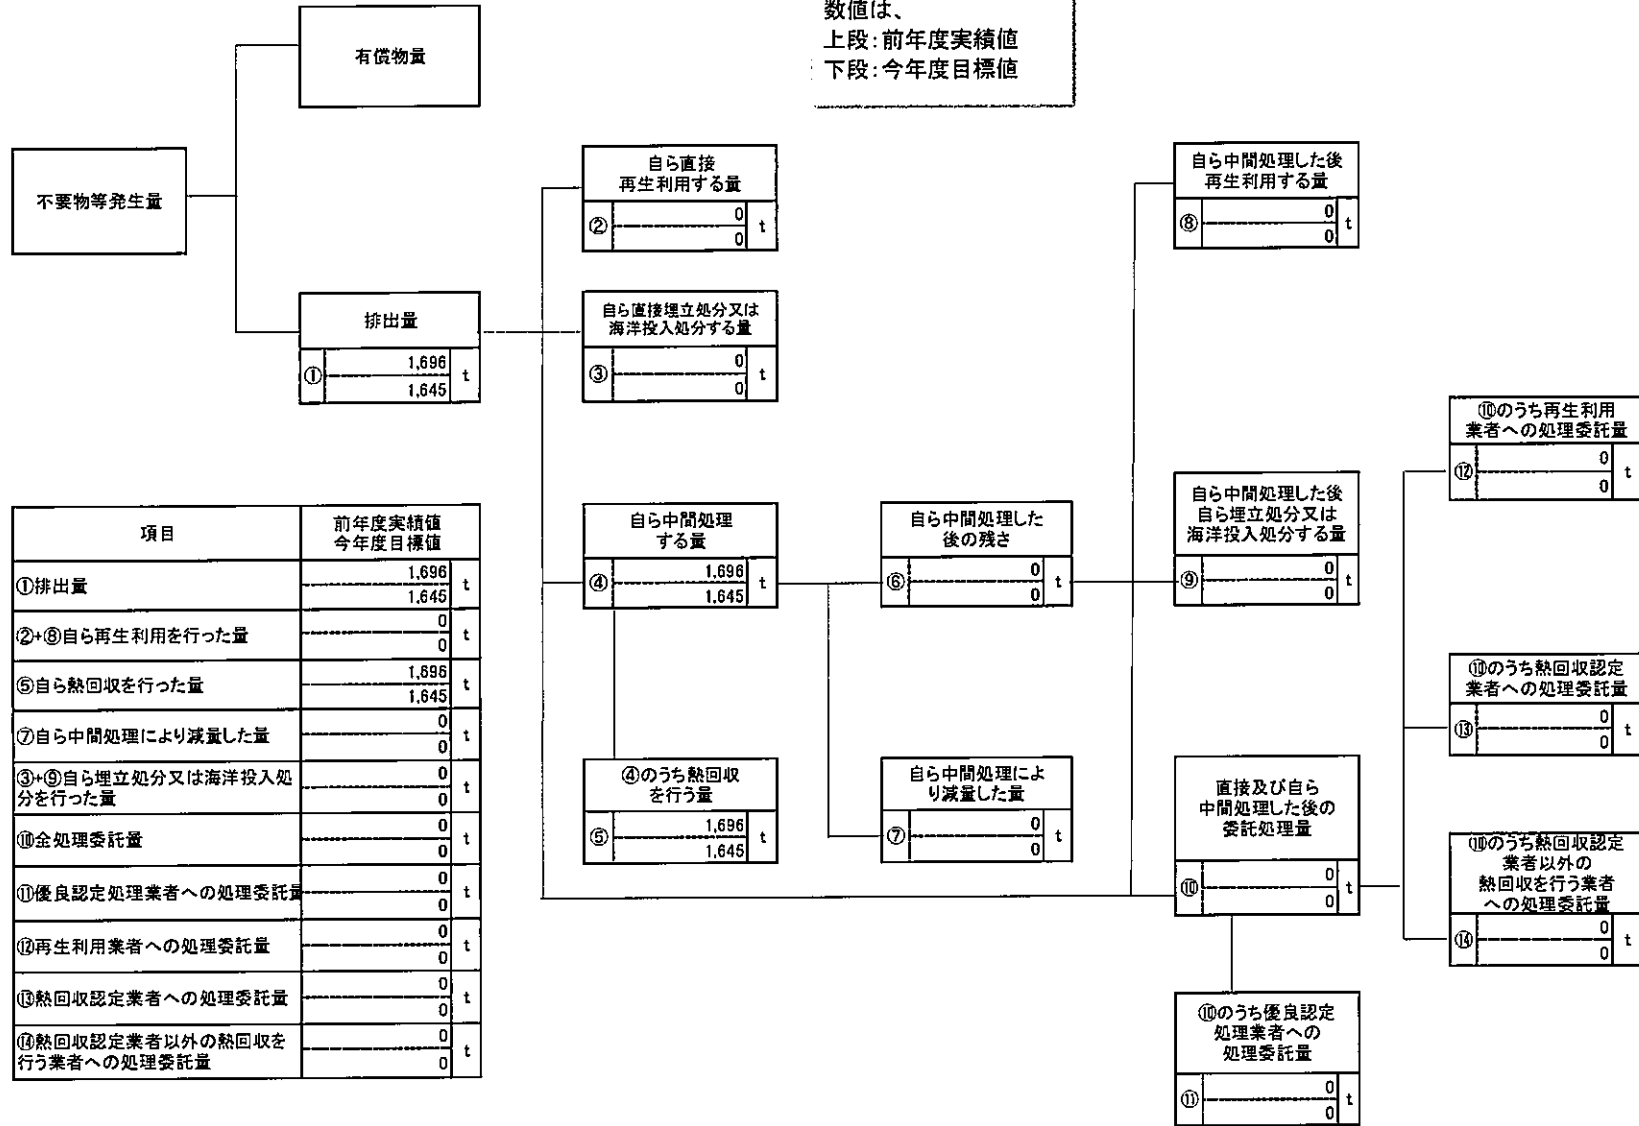 数値は、
上段:前年度実績値
下段:今年度目標値
有償物量
不要物等発生量
排出量
① 1,696 t
1,645
自ら直接
再生利用する量
② 0 t
0
自ら直接埋立処分又は
海洋投入処分する量
③ 0 t
0
自ら中間処理
する量
④ 1,696 t
1,645
④のうち熱回収
を行う量
⑤ 1,696 t
1,645
自ら中間処理した
後の残さ
⑥ 0 t
0
自ら中間処理によ
り減量した量
⑦ 0 t
0
自ら中間処理した後
再生利用する量
⑧ 0 t
0
自ら中間処理した後
自ら埋立処分又は
海洋投入処分する量
⑨ 0 t
0
直接及び自ら
中間処理した後の
委託処理量
⑩ 0 t
0
⑩のうち優良認定
処理業者への
処理委託量
⑪ 0 t
0
⑩のうち再生利用
業者への処理委託量
⑫ 0 t
0
⑩のうち熱回収認定
業者への処理委託量
⑬ 0 t
0
⑩のうち熱回収認定
業者以外の
熱回収を行う業者
への処理委託量
⑭ 0 t
0
項目 前年度実績値
今年度目標値
①排出量 1,696 t
1,645
②+⑧自ら再生利用を行った量 0 t
0
⑤自ら熱回収を行った量 1,696 t
1,645
⑦自ら中間処理により減量した量 0 t
0
③+⑨自ら埋立処分又は海洋投入処 0 t
分を行った量 0
⑩全処理委託量 0 t
0
⑪優良認定処理業者への処理委託量 0 t
0
⑫再生利用業者への処理委託量 0 t
0
⑬熱回収認定業者への処理委託量 0 t
0
⑭熱回収認定業者以外の熱回収を 0 t
行う業者への処理委託量 0